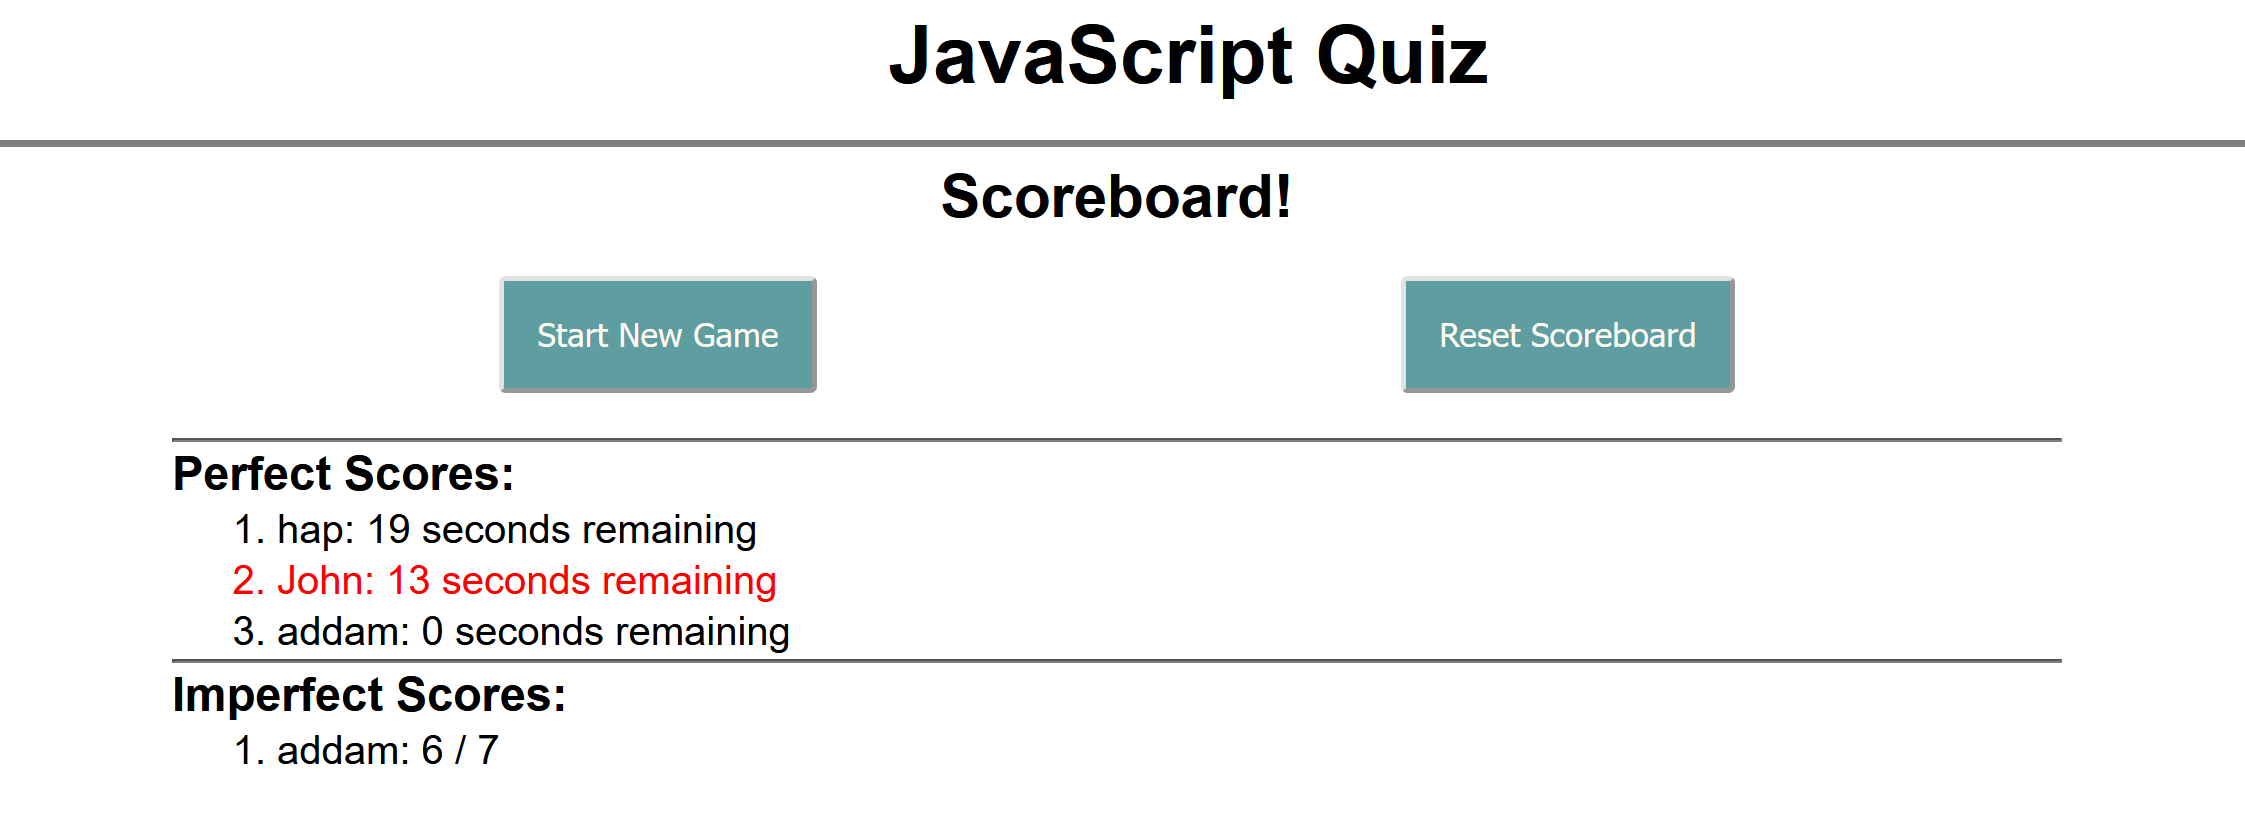 JavaScript Quiz
Scoreboard!
Start New Game
Reset Scoreboard
Perfect Scores:
1. hap: 19 seconds remaining
2. John: 13 seconds remaining
3. addam: 0 seconds remaining
Imperfect Scores:
1. addam: 6 / 7